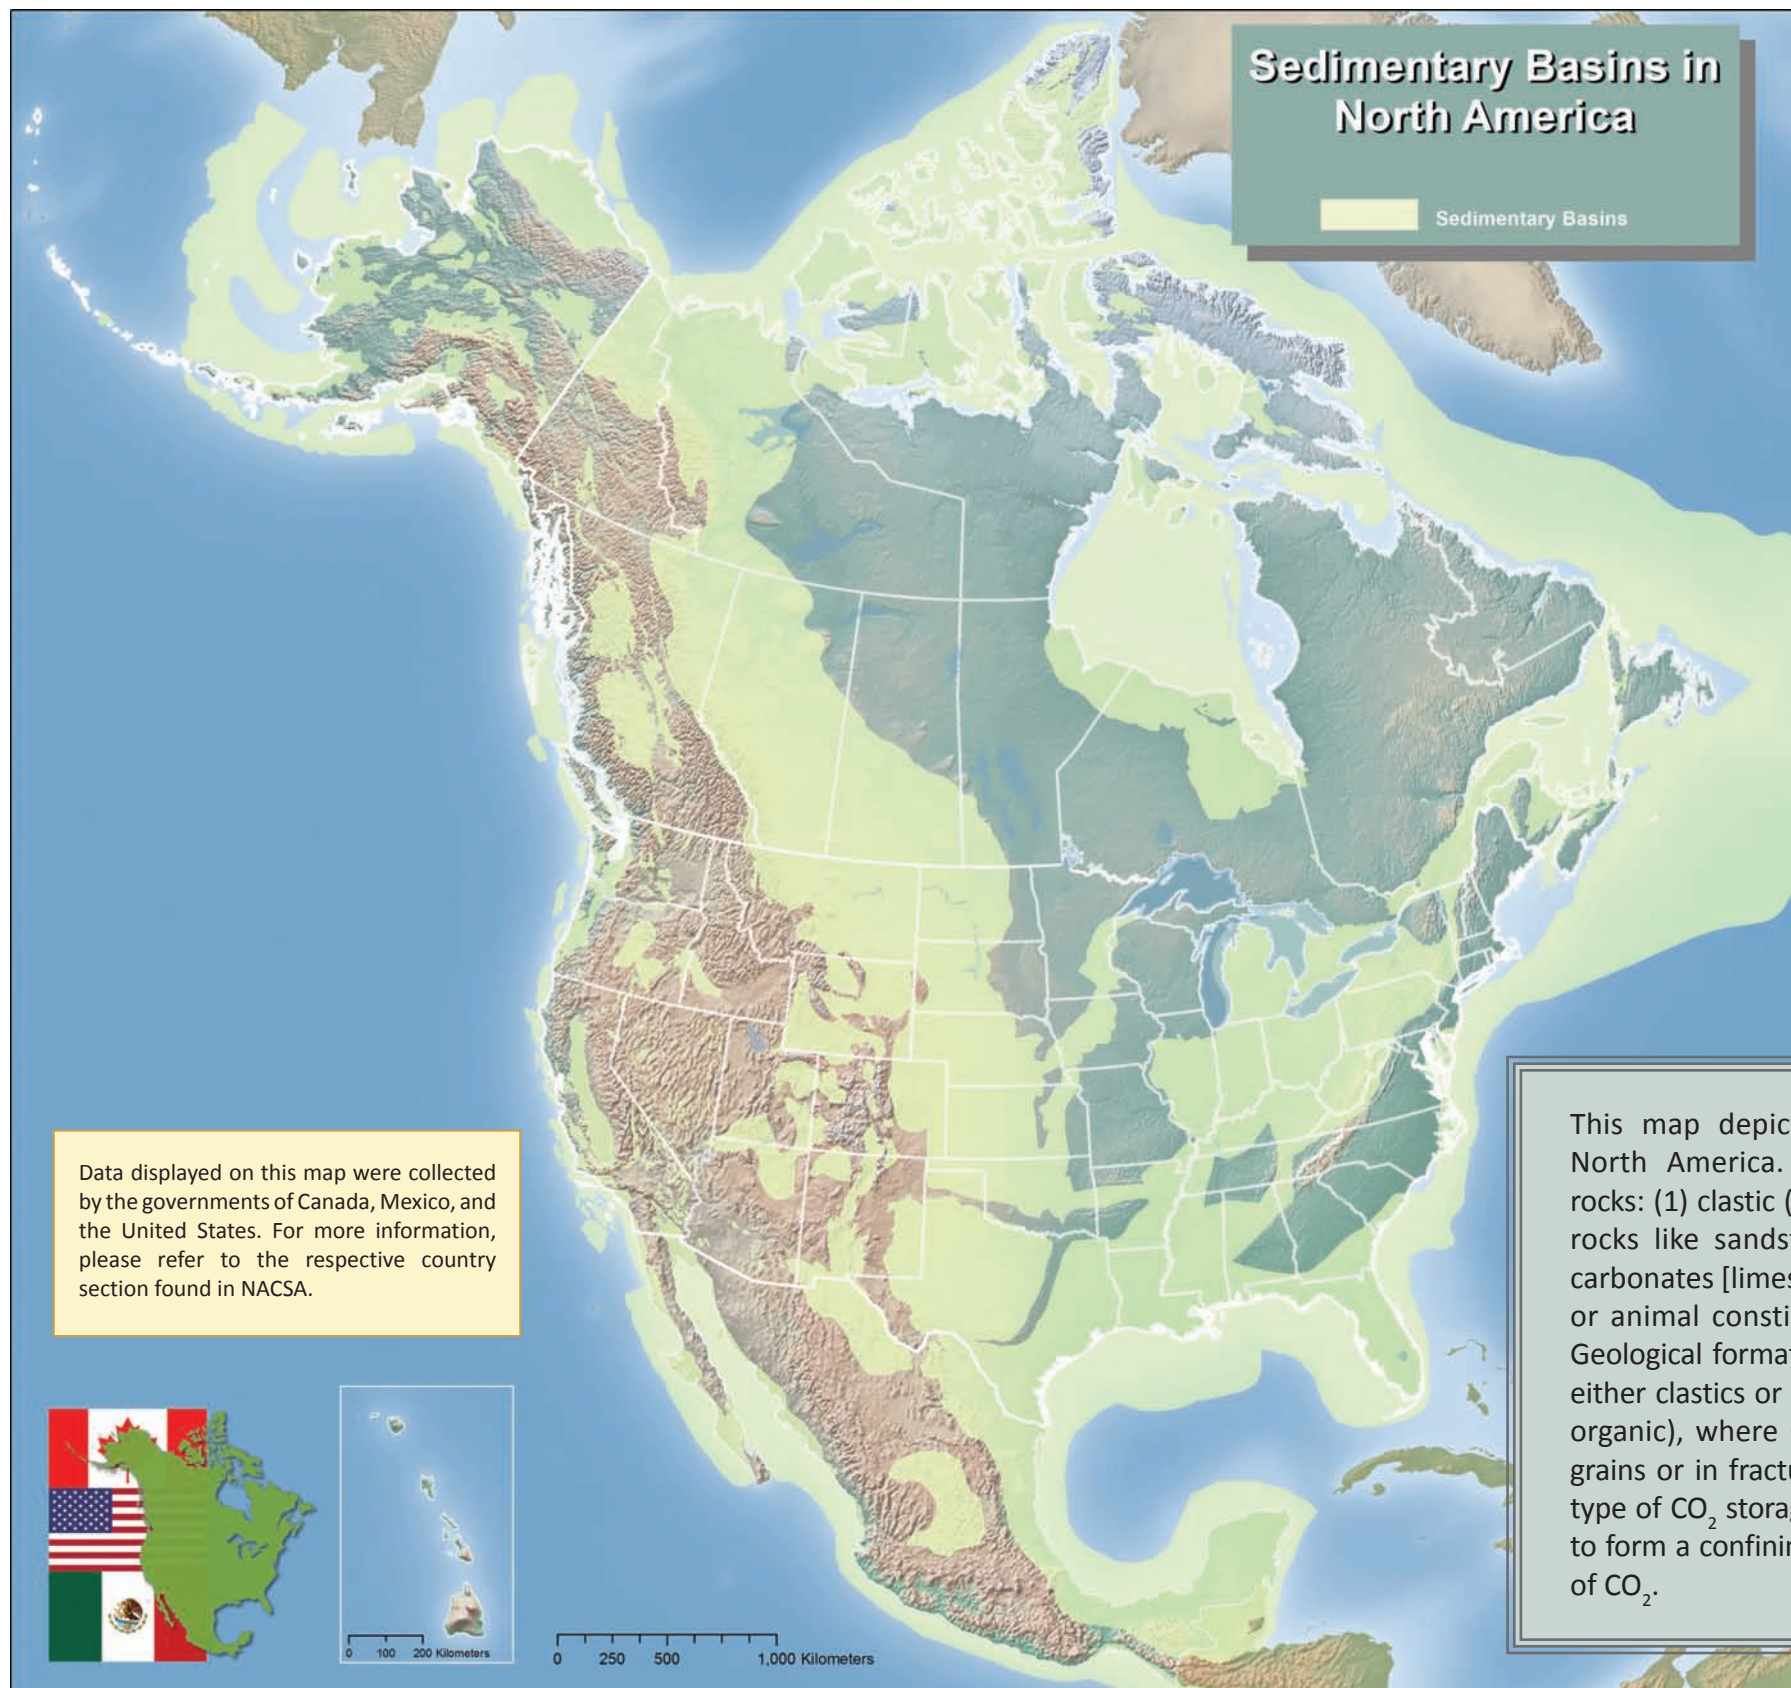 Sedimentary Basins in
North America
Sedimentary Basins
Data displayed on this map were collected
by the governments of Canada, Mexico, and
the United States. For more information,
please refer to the respective country
section found in NACSA.
This map depic
North America.
rocks: (1) clastic (
rocks like sandst
carbonates [limes
or animal consti
Geological format
either clastics or
organic), where
grains or in fractu
type of CO2 storag
to form a confinin
of CO2.
0 100 200 Kilometers
0 250 500 1,000 Kilometers